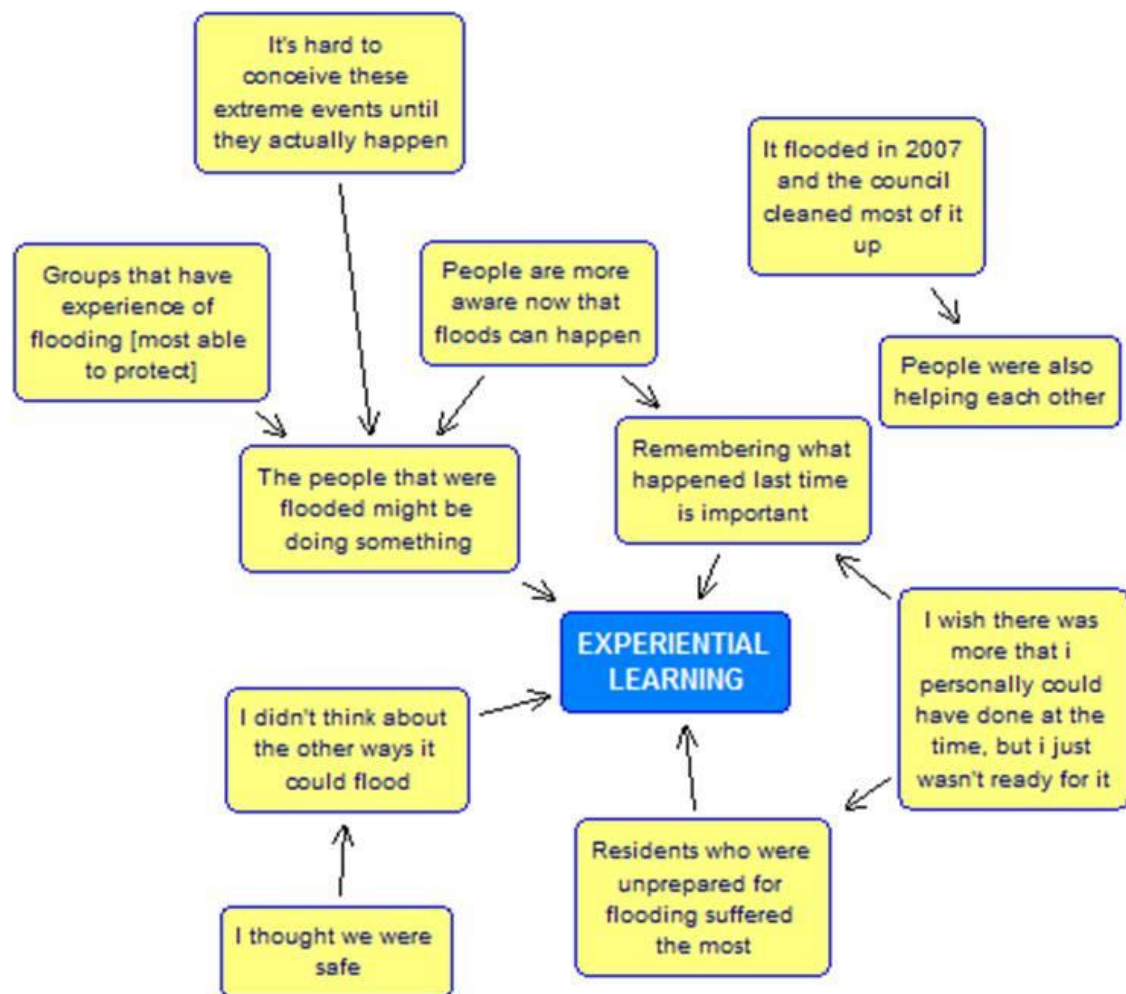 It's hard to
conceive these
extreme events until
they actually happen
It flooded in 2007
and the council
cleaned most of it
up
Groups that have
experience of
flooding [most able
to protect]
People are more
aware now that
floods can happen
People were also
helping each other
The people that were
flooded might be
doing something
Remembering what
happened last time
is important
EXPERIENTIAL
LEARNING
I wish there was
more that i
personally could
have done at the
time, but i just
wasn't ready for it
I didn't think about
the other ways it
could flood
Residents who were
unprepared for
flooding suffered
the most
I thought we were
safe